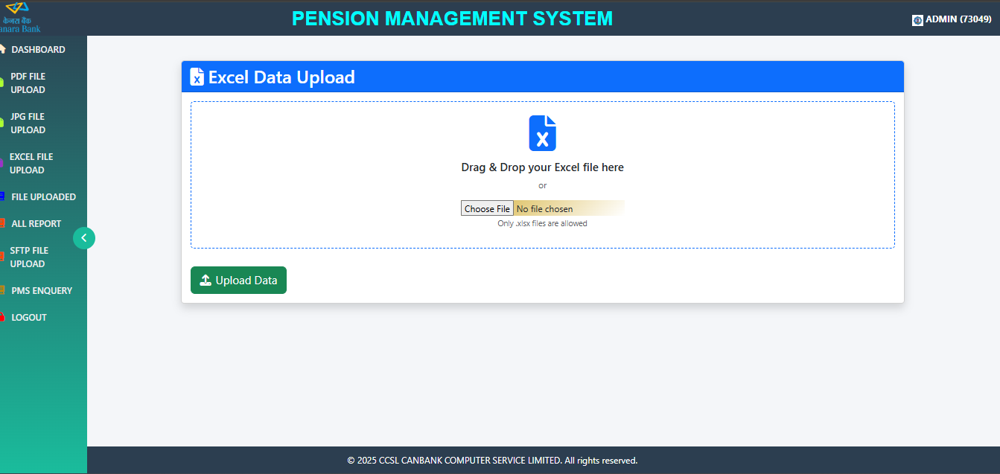 केनरा बैंक
anara Bank
PENSION MANAGEMENT SYSTEM
ADMIN (73049)
DASHBOARD
PDF FILE
UPLOAD
JPG FILE
UPLOAD
EXCEL FILE
UPLOAD
FILE UPLOADED
ALL REPORT
SFTP FILE
UPLOAD
PMS ENQUERY
LOGOUT
X Excel Data Upload
X
Drag & Drop your Excel file here
or
Choose File No file chosen
Only .xlsx files are allowed
Upload Data
© 2025 CCSL CANBANK COMPUTER SERVICE LIMITED. All rights reserved.